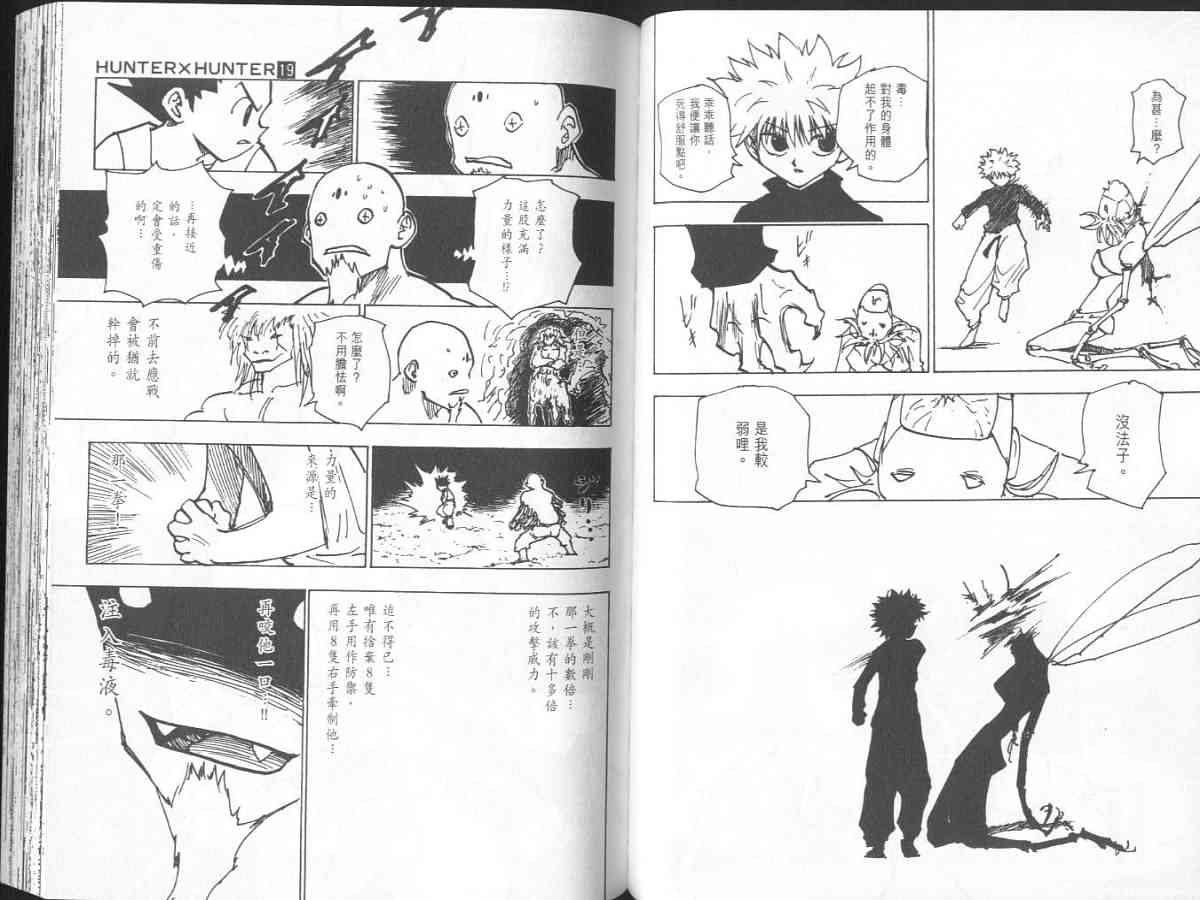 為甚…麼?
毒…
對我的身體
起不了作用的。
乖乖聽話，
我便讓你
死得舒服點吧。
沒法子。
是我較
弱哩。
HUNTER×HUNTER 19
怎麼了?
這股充滿
力量的樣子…!?
…再接近
的話，
定會受重傷
的啊…
但是
怎麼了?
不用膽怯啊。
不前去應戰
會被猶就
幹掉的。
力量的
來源是…
那一拳!
大概是剛剛
那一拳的數倍…
不，該有十多倍
的攻擊威力。
迫不得已…
唯有捨棄8隻
左手用作防禦，
再用8隻右手牽制他…
再咬他一口…!!
注入毒液。